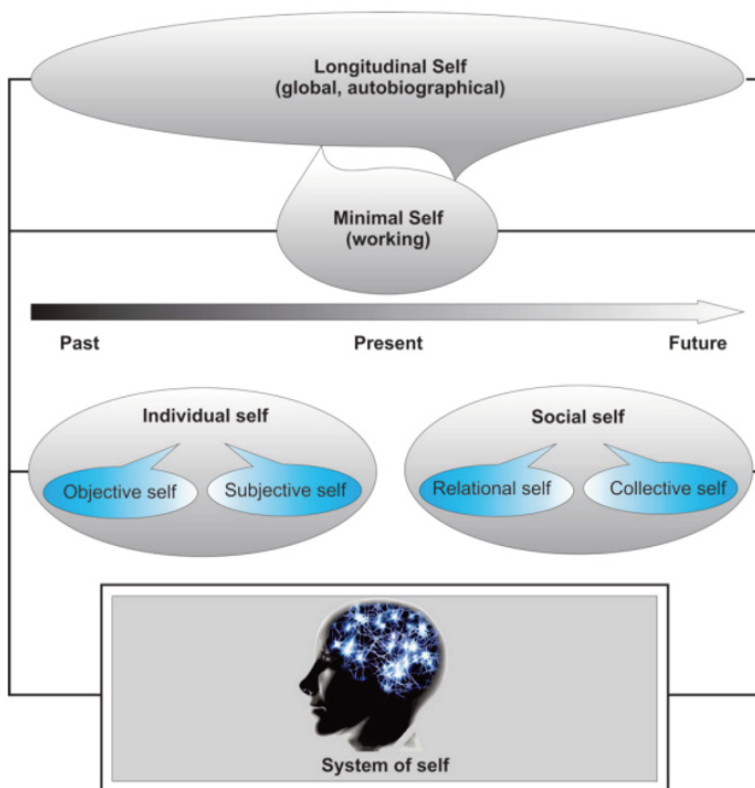 Longitudinal Self
(global, autobiographical)
Minimal Self
(working)
Past Present Future
Individual self Social self
Objective self Subjective self Relational self Collective self
System of self